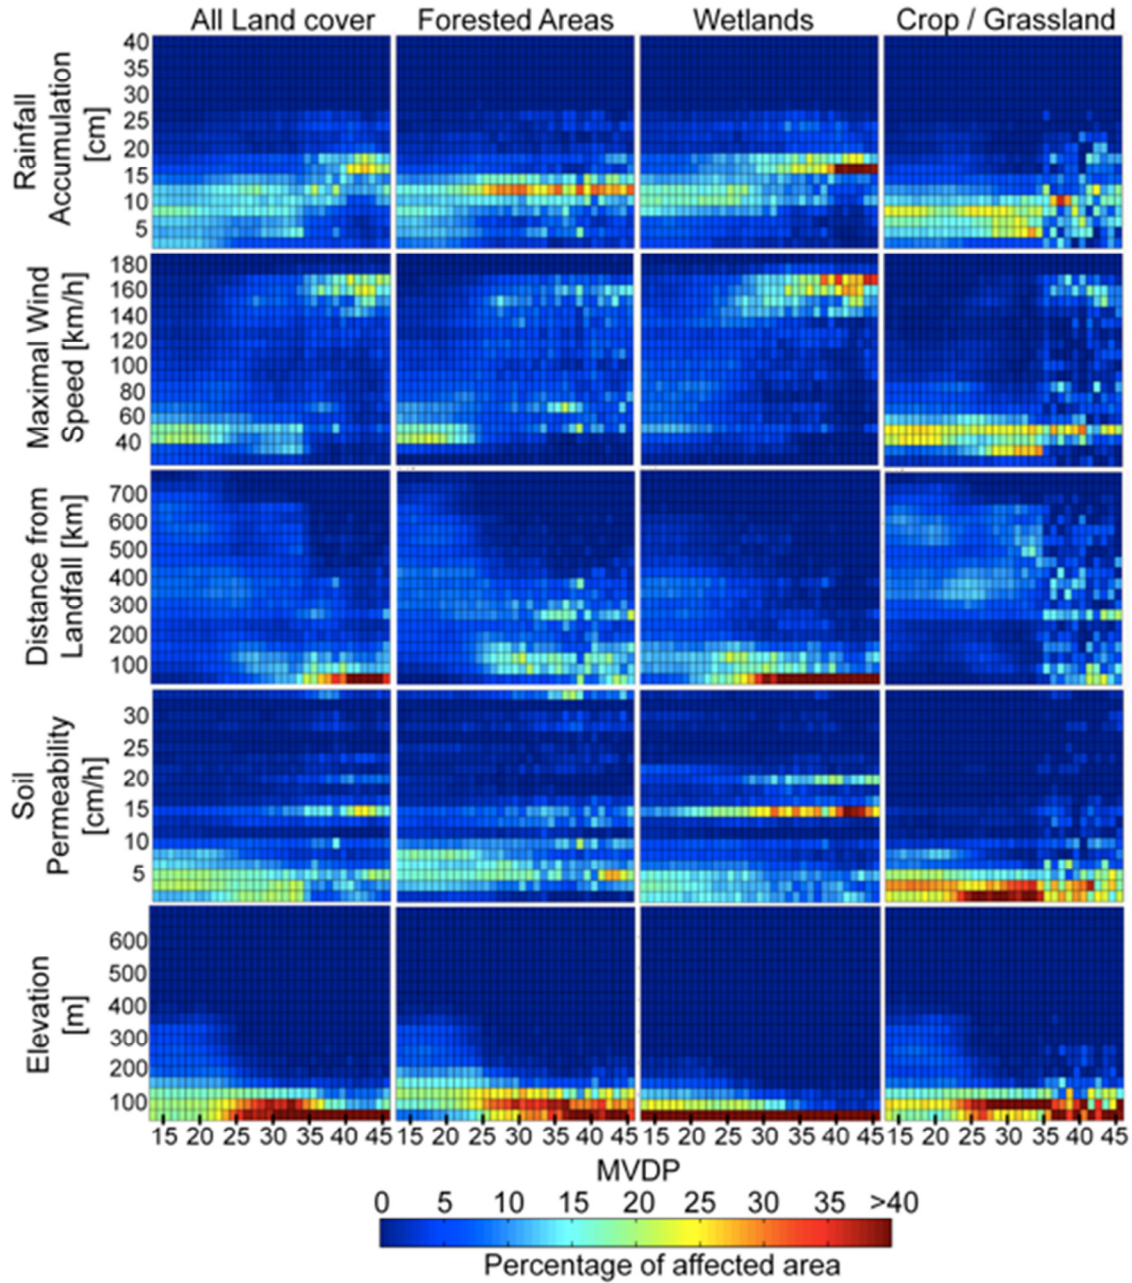 All Land cover Forested Areas Wetlands Crop / Grassland
Rainfall
Accumulation
[cm]
40
35
30
25
20
15
10
5
Maximal Wind
Speed [km/h]
180
160
140
120
100
80
60
40
Distance from
Landfall [km]
700
600
500
400
300
200
100
Soil
Permeability
[cm/h]
30
25
20
15
10
5
Elevation
[m]
600
500
400
300
200
100
15 20 25 30 35 40 45 15 20 25 30 35 40 45 15 20 25 30 35 40 45 15 20 25 30 35 40 45
MVDP
0 5 10 15 20 25 30 35 >40
Percentage of affected area